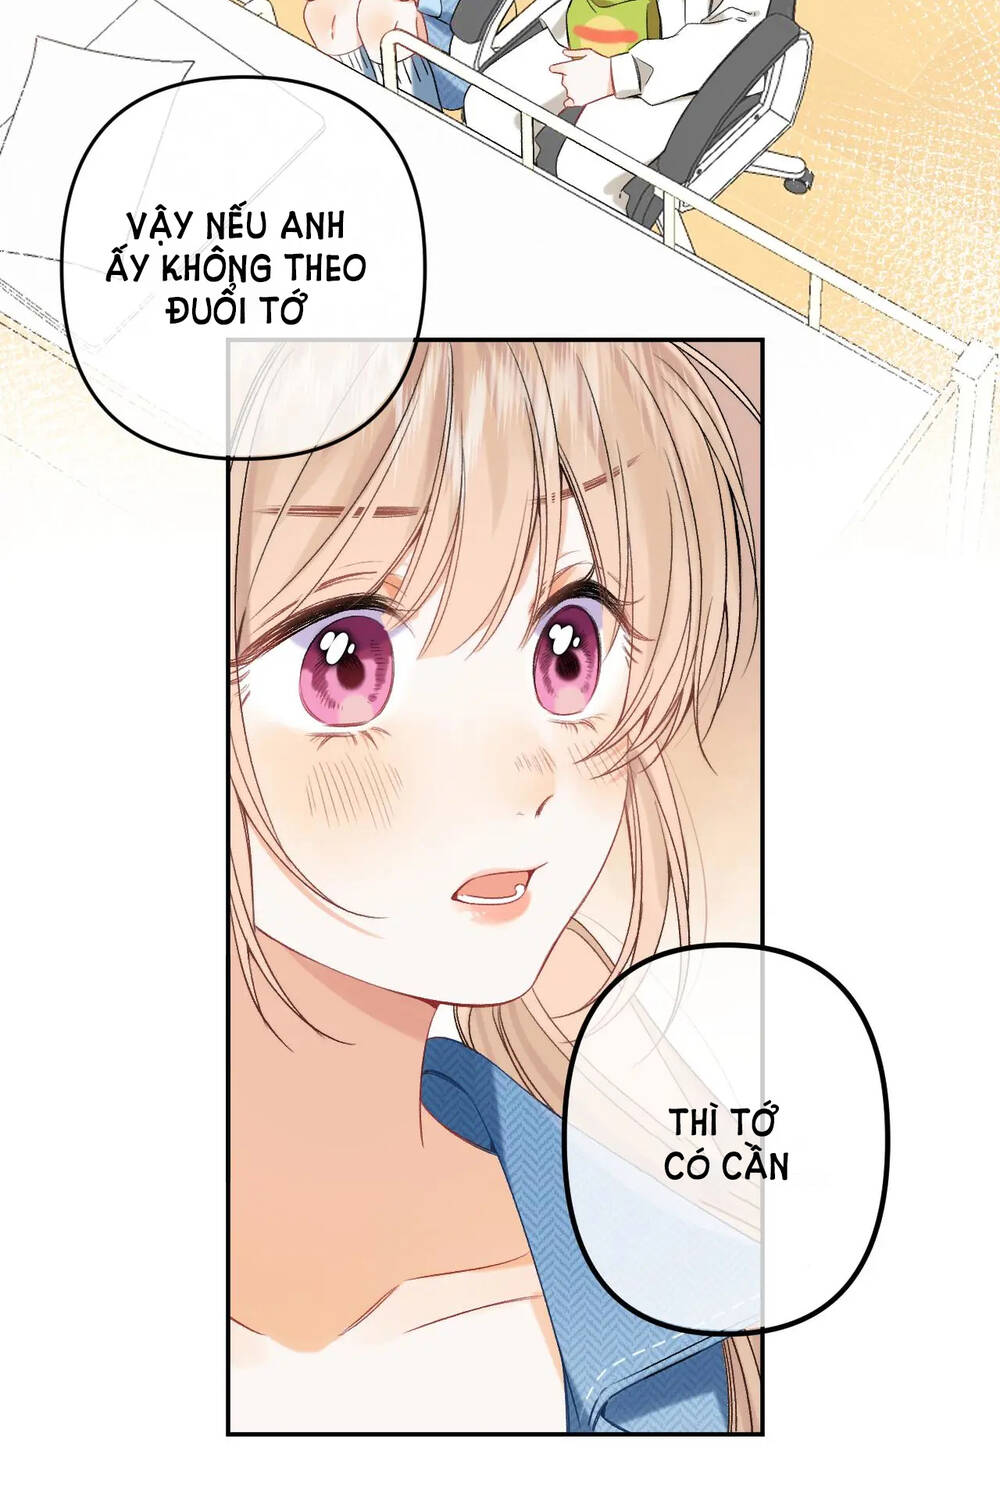 VẬY NẾU ANH
ẤY KHÔNG THEO
ĐUỔI TỚ
THÌ TỚ
CÓ CẦN